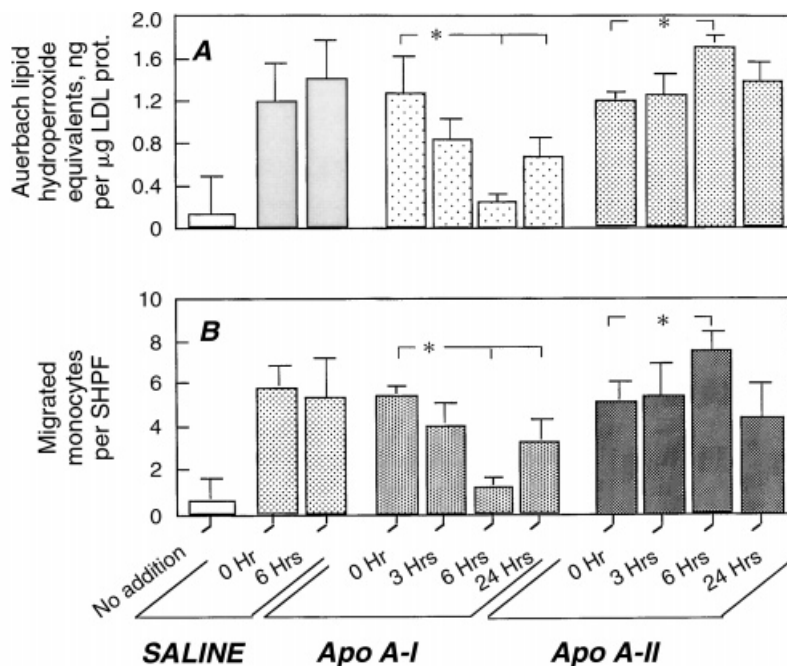 Auerbach lipid
hydroperroxide
equivalents, ng
per µg LDL prot.
2.0
1.6
1.2
0.8
0.4
0
A
*
*
Migrated
monocytes
per SHPF
10
8
6
4
2
0
B
*
*
No addition
0 Hr
6 Hrs
0 Hr
3 Hrs
6 Hrs
24 Hrs
0 Hr
3 Hrs
6 Hrs
24 Hrs
SALINE
Apo A-I
Apo A-II